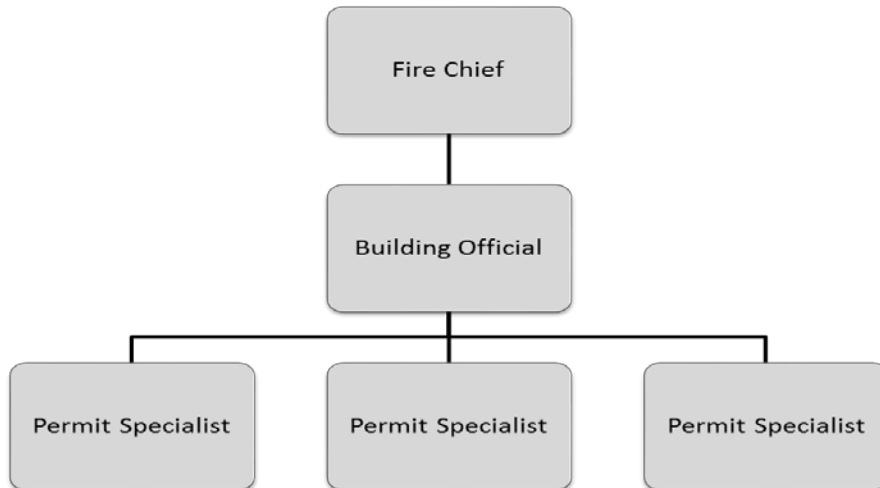 Fire Chief
Building Official
Permit Specialist
Permit Specialist
Permit Specialist